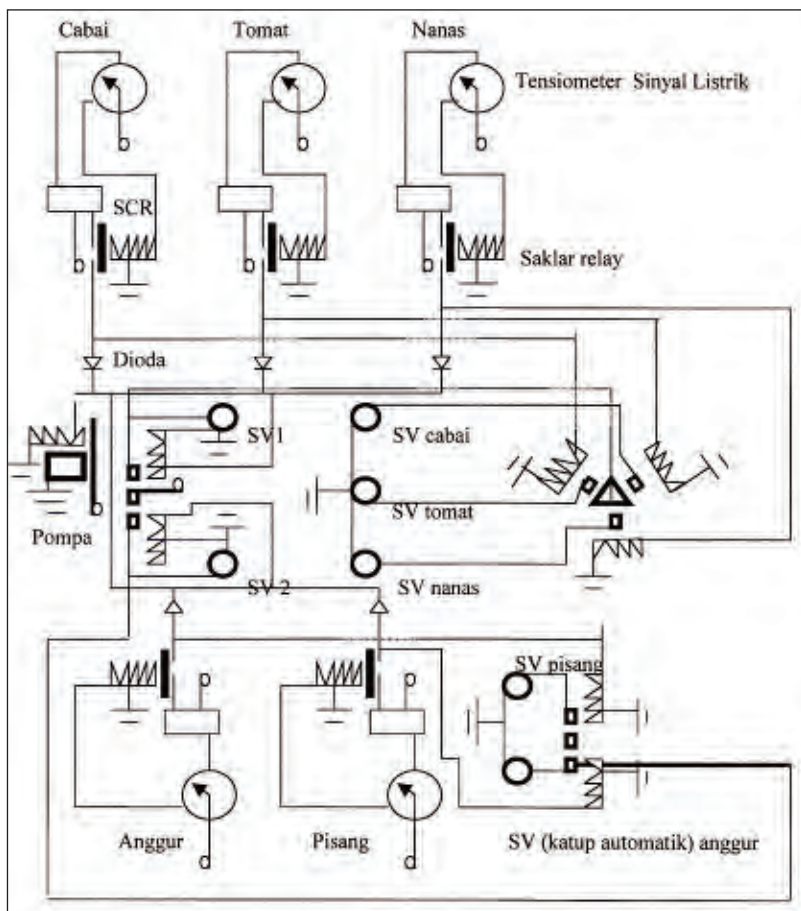 Cabai
Tomat
Nanas
Tensiometer Sinyal Listrik
SCR
Saklar relay
Dioda
SV1
SV cabai
SV tomat
Pompa
SV 2
SV nanas
SV pisang
Anggur
Pisang
SV (katup automatik) anggur